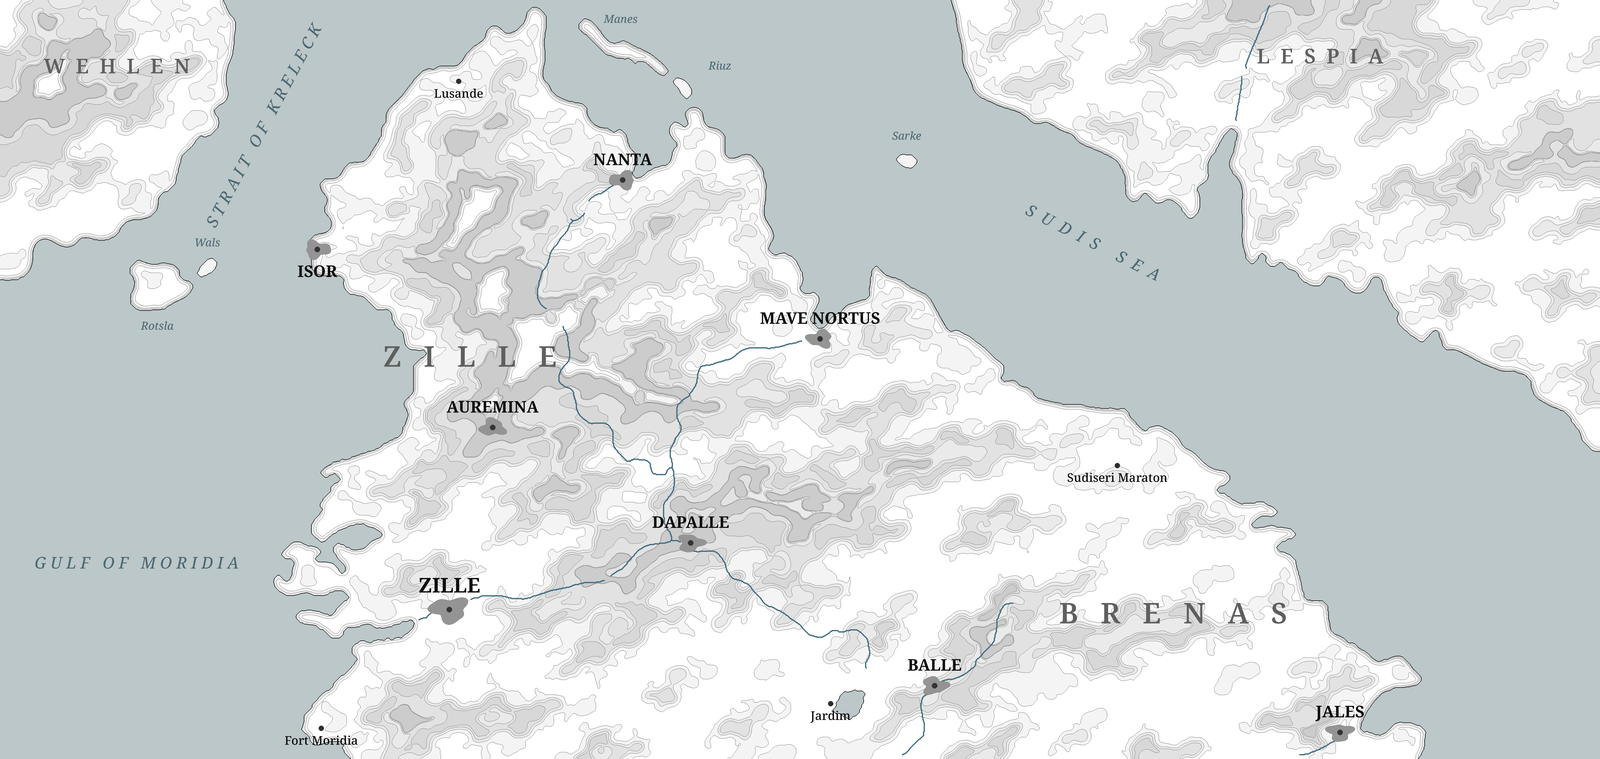 Manes
WEHLEN
STRAIT OF KRELECK
Riuz
LESPIA
Lusande
Sarke
NANTA
SUDIS SEA
Wals
ISOR
Rotsla
MAVE NORTUS
ZILLE
AUREMINA
Sudiseri Maraton
DAPALLE
GULF OF MORIDIA
ZILLE
BRENAS
BALLE
Jardim
JALES
Fort Moridia